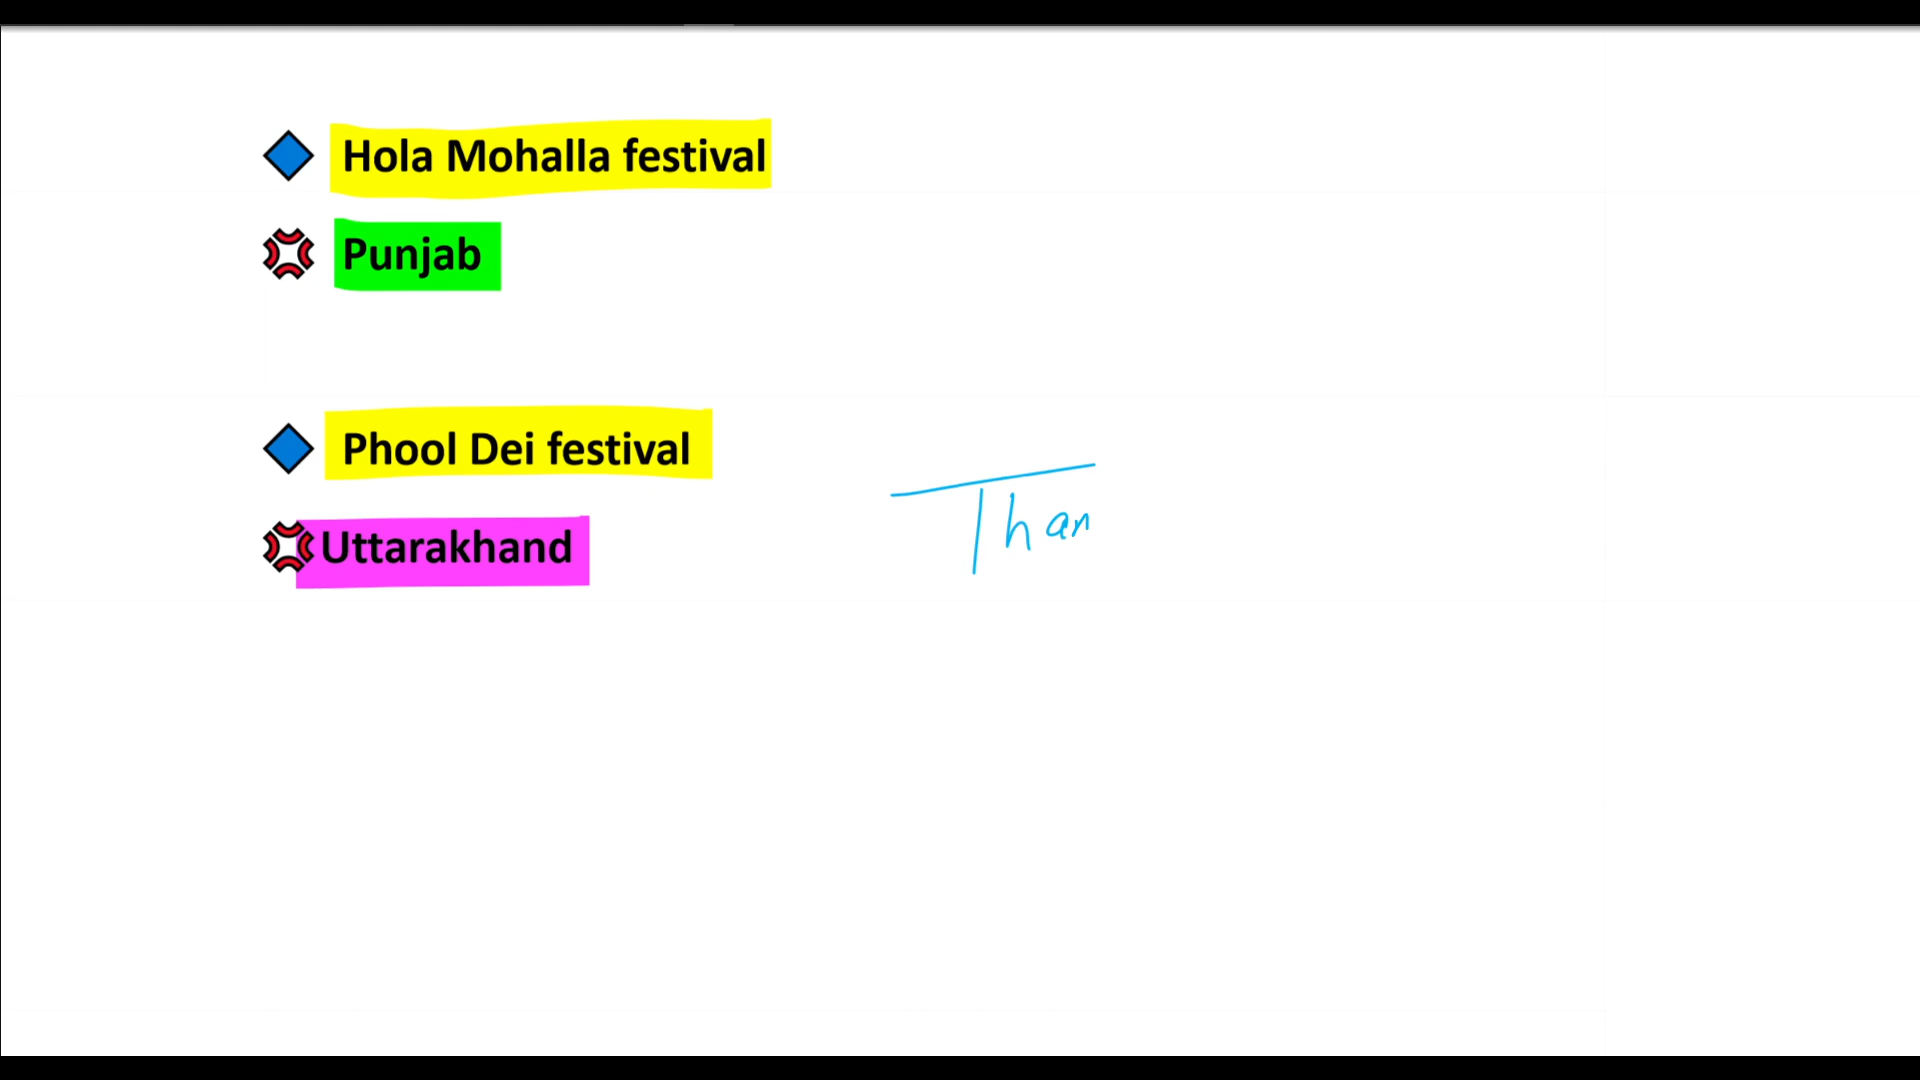 Hola Mohalla festival
Punjab
Phool Dei festival
Uttarakhand
Than